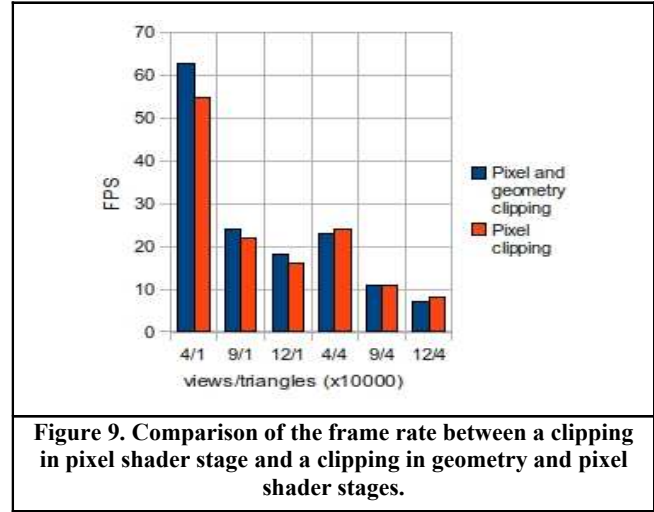 70
60
50
40
30
20
10
0
FPS
4/1 9/1 12/1 4/4 9/4 12/4
views/triangles (x10000)
Pixel and
geometry
clipping
Pixel
clipping
Figure 9. Comparison of the frame rate between a clipping
in pixel shader stage and a clipping in geometry and pixel
shader stages.